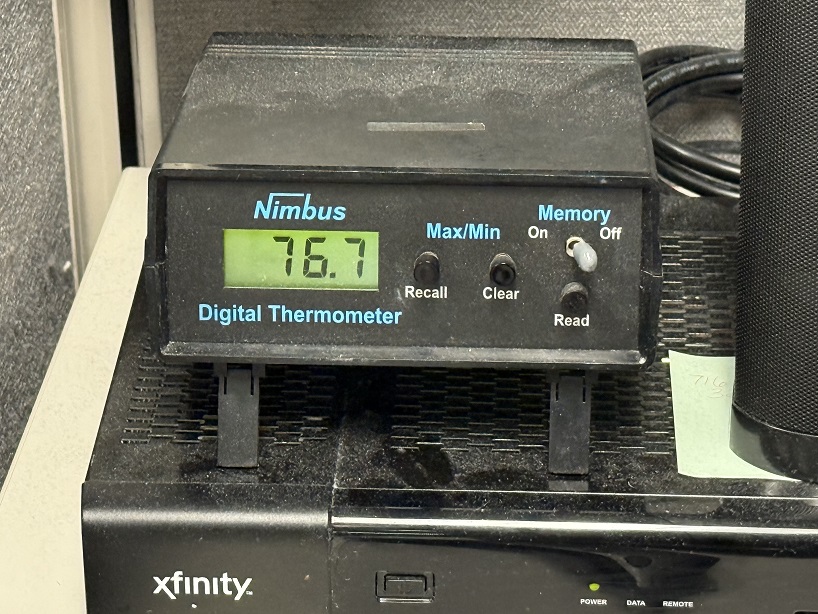 Nimbus
76.7
Max/Min
Memory
On Off
Recall
Clear
Read
Digital Thermometer
xfinity
POWER
DATA
REMOTE